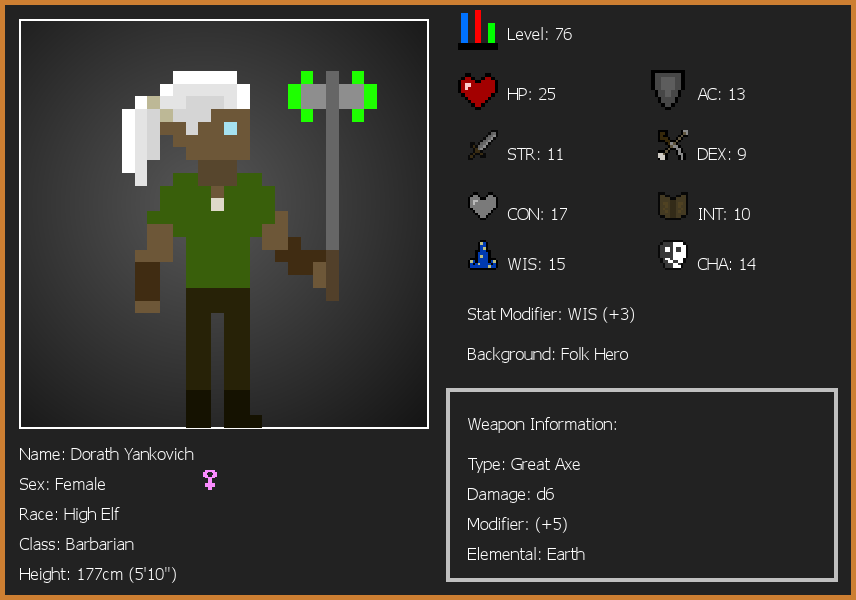 Level: 76
HP: 25
AC: 13
STR: 11
DEX: 9
CON: 17
INT: 10
WIS: 15
CHA: 14
Stat Modifier: WIS (+3)
Background: Folk Hero
Weapon Information:
Type: Great Axe
Damage: d6
Modifier: (+5)
Elemental: Earth
Name: Dorath Yankovich
Sex: Female
Race: High Elf
Class: Barbarian
Height: 177cm (5'10")